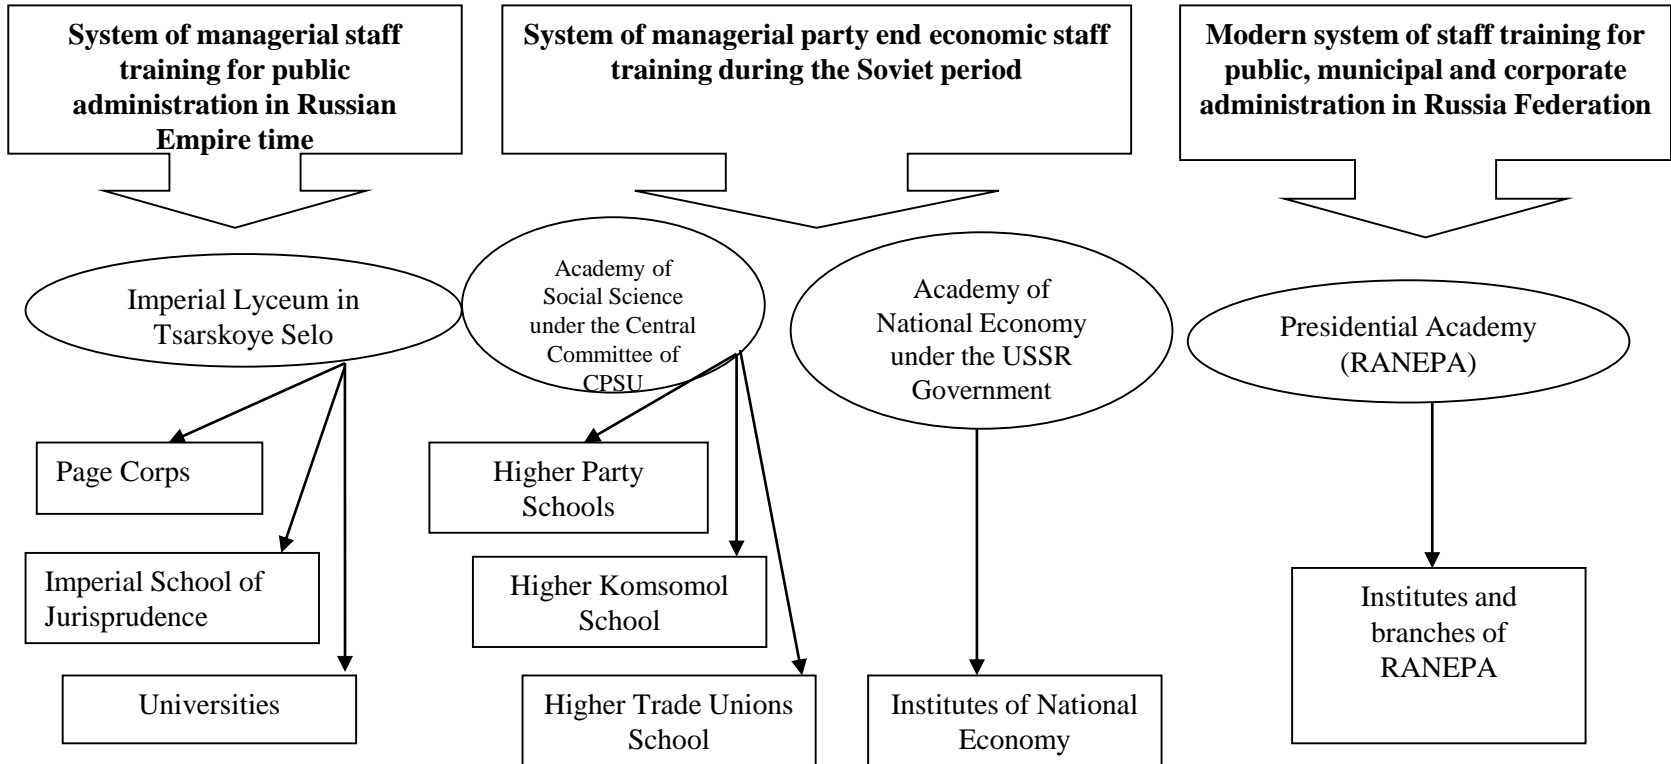 System of managerial staff
training for public
administration in Russian
Empire time
System of managerial party end economic staff
training during the Soviet period
Modern system of staff training for
public, municipal and corporate
administration in Russia Federation
Imperial Lyceum in
Tsarskoye Selo
Academy of
Social Science
under the Central
Committee of
CPSU
Academy of
National Economy
under the USSR
Government
Presidential Academy
(RANEPA)
Page Corps
Higher Party
Schools
Imperial School of
Jurisprudence
Higher Komsomol
School
Institutes and
branches of
RANEPA
Universities
Higher Trade Unions
School
Institutes of National
Economy